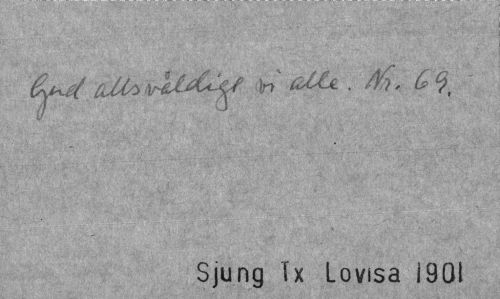 Gud allsvåldige vi alle. Nr. 69.
Sjung Tx Lovisa 1901